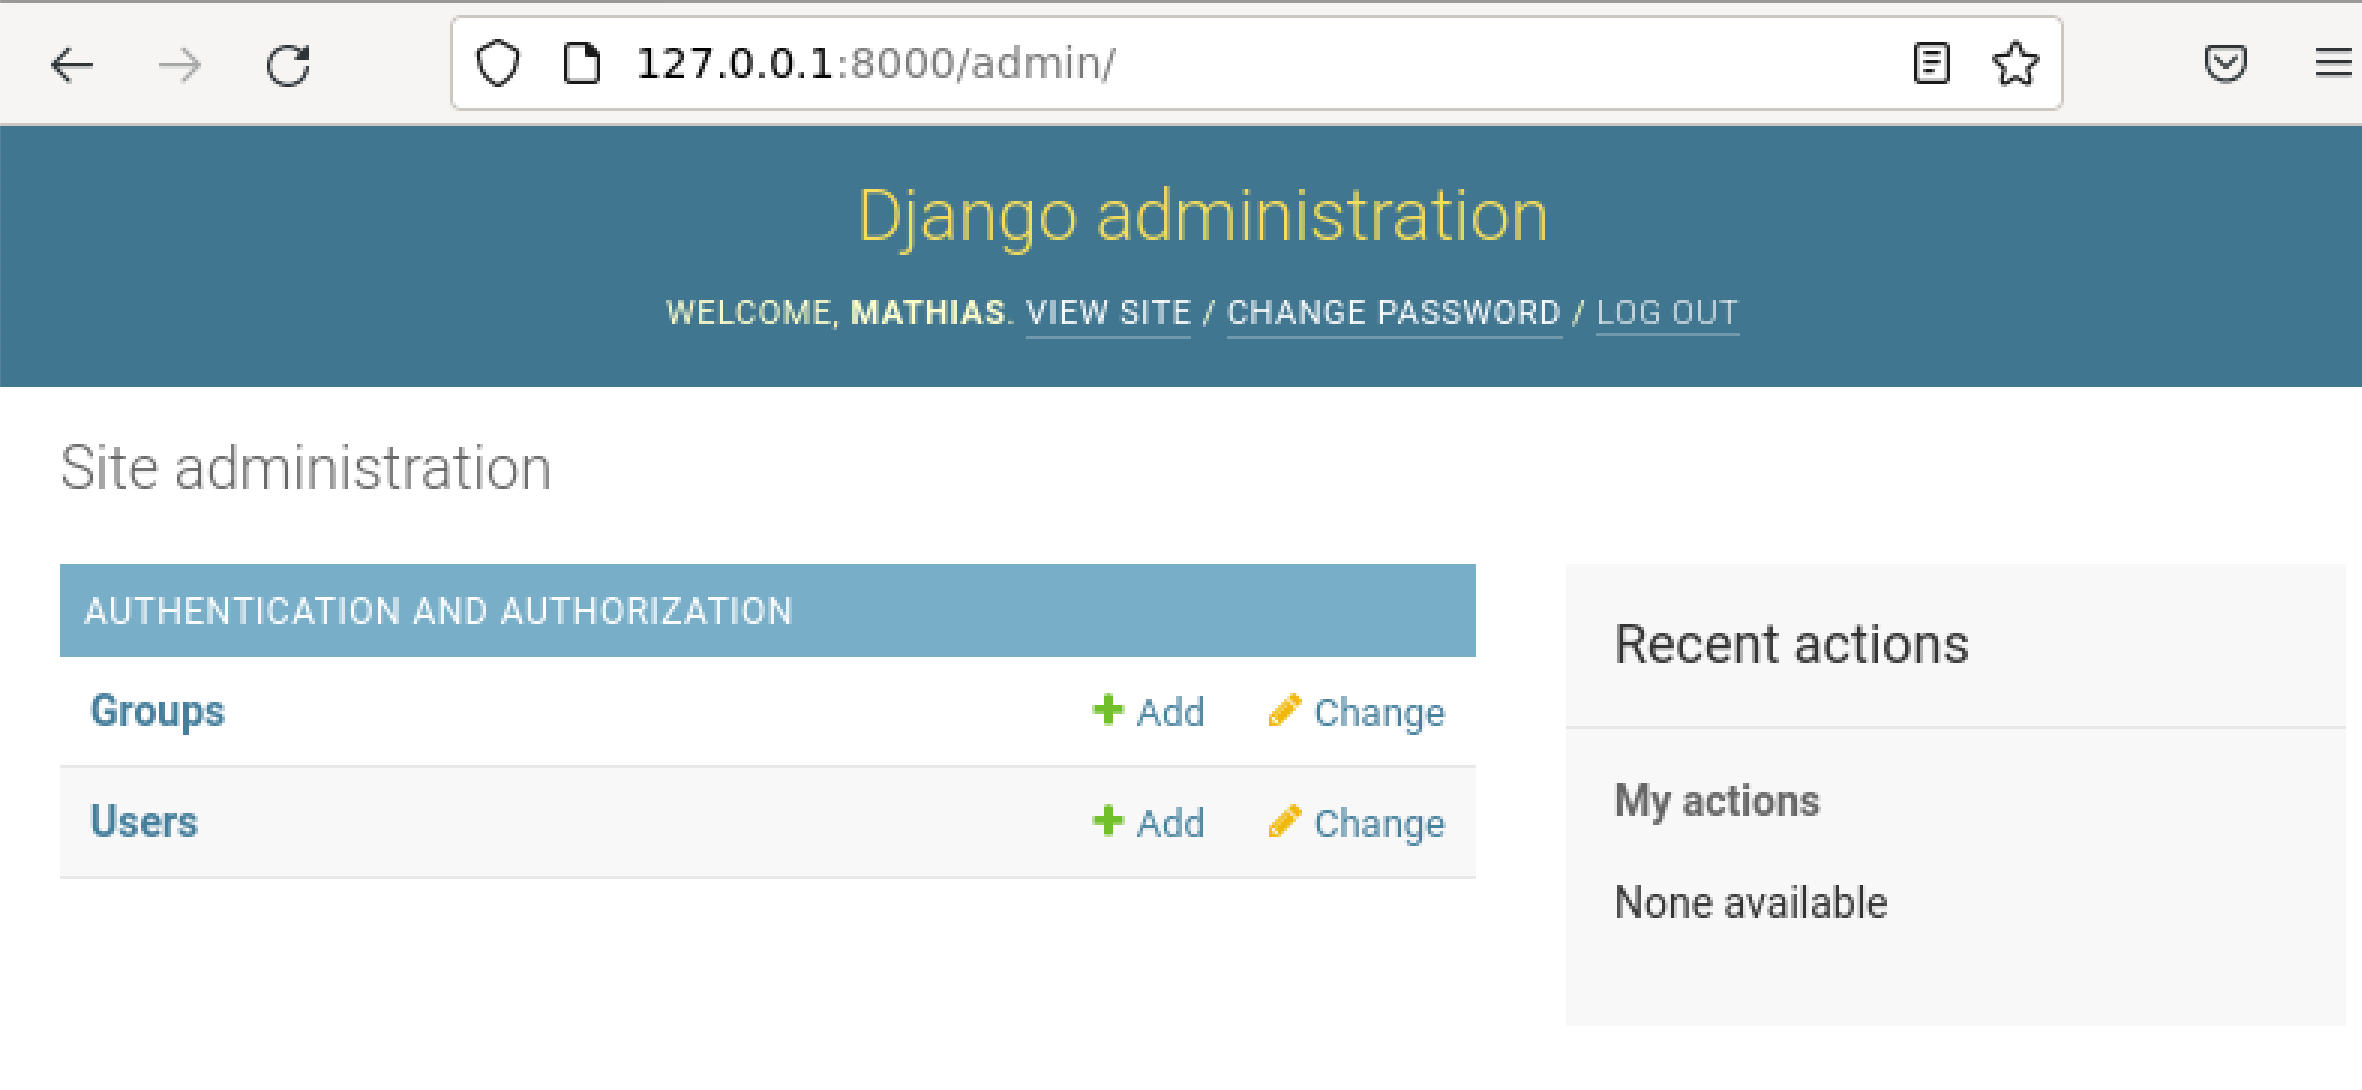 127.0.0.1:8000/admin/
Django administration
WELCOME, MATHIAS. VIEW SITE / CHANGE PASSWORD / LOG OUT
Site administration
AUTHENTICATION AND AUTHORIZATION
Groups Add Change
Users Add Change
Recent actions
My actions
None available